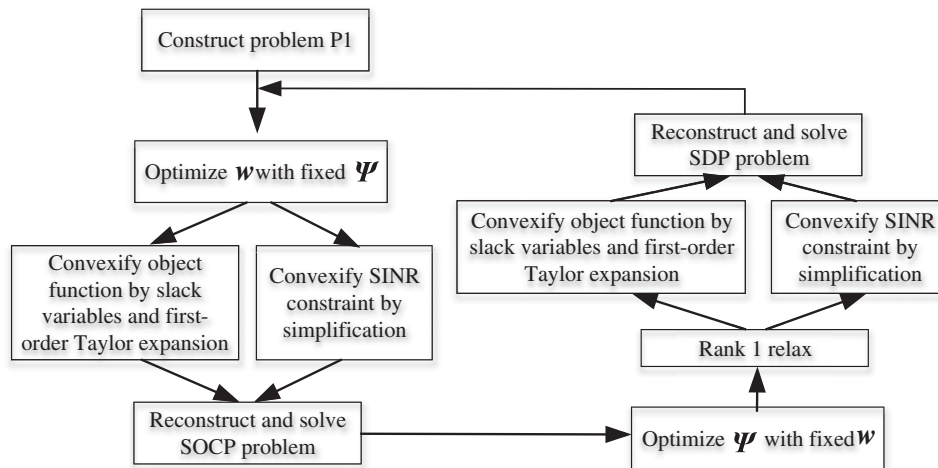 Construct problem P1
Optimize w with fixed Ψ
Convexify object
function by slack
variables and first-
order Taylor expansion
Convexify SINR
constraint by
simplification
Reconstruct and solve
SOCP problem
Optimize Ψ with fixed w
Rank 1 relax
Convexify object function by
slack variables and first-order
Taylor expansion
Convexify SINR
constraint by
simplification
Reconstruct and solve
SDP problem